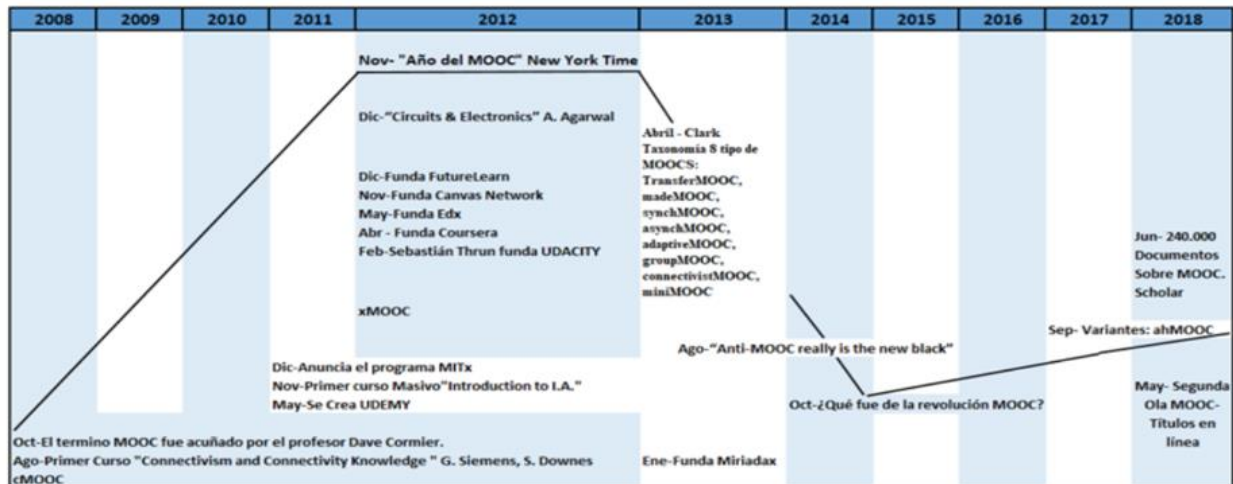 2008 2009 2010 2011 2012 2013 2014 2015 2016 2017 2018
Nov- "Año del MOOC" New York Time
Dic-“Circuits & Electronics” A. Agarwal
Dic-Funda FutureLearn
Nov-Funda Canvas Network
May-Funda Edx
Abr - Funda Coursera
Feb-Sebastián Thrun funda UDACITY
xMOOC
Abril - Clark
Taxonomía 8 tipo de
MOOCS:
TransferMOOC,
madeMOOC,
synchMOOC,
asynchMOOC,
adaptiveMOOC,
groupMOOC,
connectivistMOOC,
miniMOOC
Jun- 240.000
Documentos
Sobre MOOC.
Scholar
Sep- Variantes: ahMOOC
Ago-“Anti-MOOC really is the new black”
Dic-Anuncia el programa MITx
Nov-Primer curso Masivo"Introduction to I.A."
May-Se Crea UDEMY
Oct-¿Qué fue de la revolución MOOC?
May- Segunda
Ola MOOC-
Títulos en
línea
Oct-El termino MOOC fue acuñado por el profesor Dave Cormier.
Ago-Primer Curso "Connectivism and Connectivity Knowledge " G. Siemens, S. Downes
cMOOC
Ene-Funda Miriadax